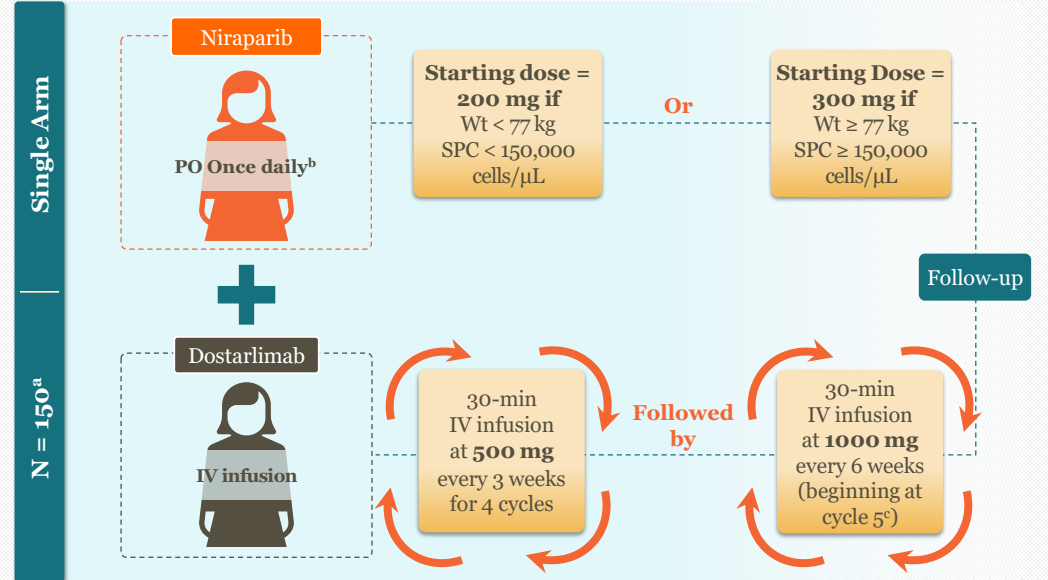 Single Arm
N = 150ᵃ
Niraparib
PO Once dailyᵇ
Starting dose =
200 mg if
Wt < 77 kg
SPC < 150,000
cells/µL
Or
Starting Dose =
300 mg if
Wt ≥ 77 kg
SPC ≥ 150,000
cells/µL
Follow-up
Dostarlimab
IV infusion
30-min
IV infusion
at 500 mg
every 3 weeks
for 4 cycles
Followed
by
30-min
IV infusion
at 1000 mg
every 6 weeks
(beginning at
cycle 5ᶜ)